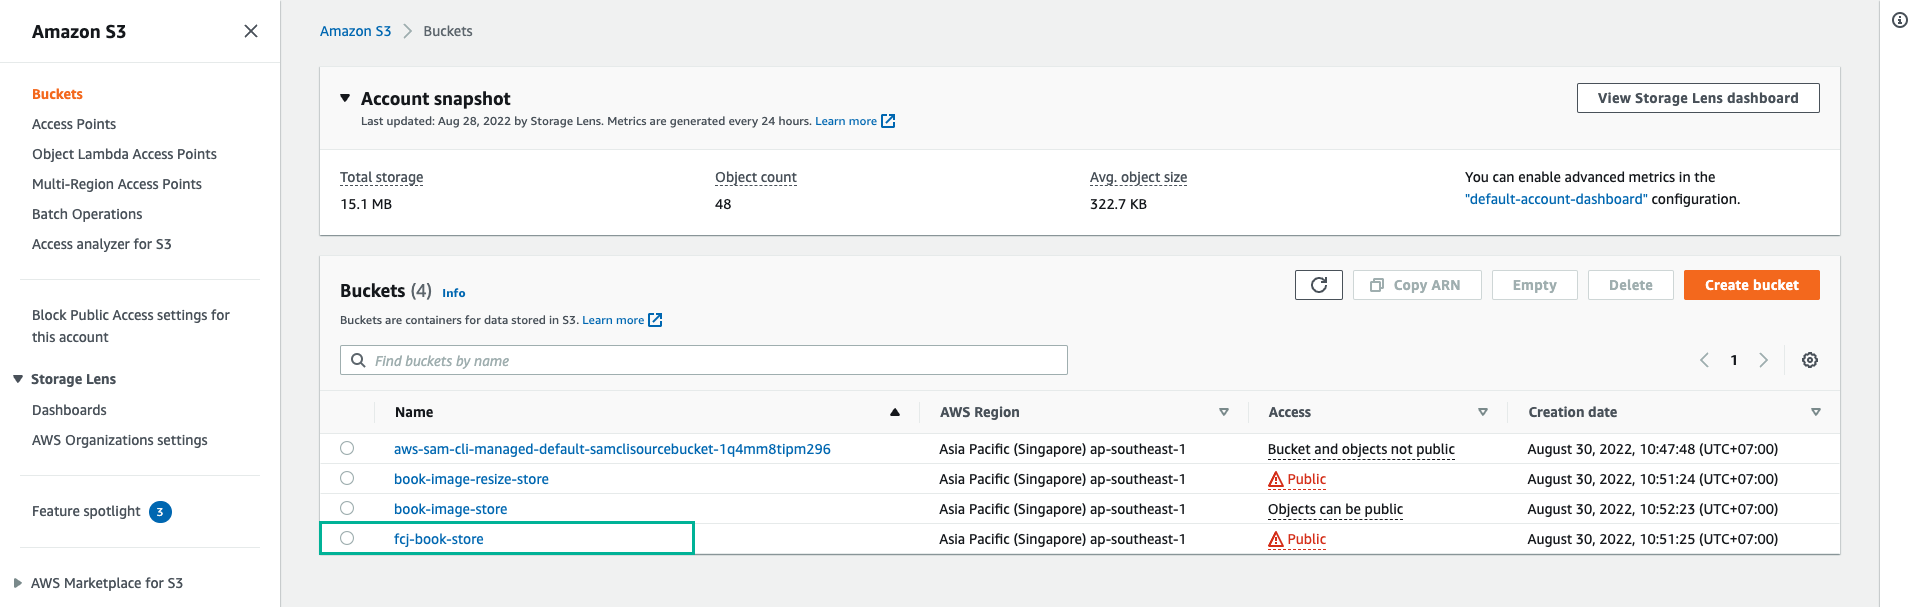 Amazon S3
Buckets
Access Points
Object Lambda Access Points
Multi-Region Access Points
Batch Operations
Access analyzer for S3
Block Public Access settings for
this account
Storage Lens
Dashboards
AWS Organizations settings
Feature spotlight 3
AWS Marketplace for S3
Amazon S3 Buckets
Account snapshot
Last updated: Aug 28, 2022 by Storage Lens. Metrics are generated every 24 hours. Learn more
View Storage Lens dashboard
Total storage
15.1 MB
Object count
48
Avg. object size
322.7 KB
You can enable advanced metrics in the
"default-account-dashboard" configuration.
Buckets (4) Info
Buckets are containers for data stored in S3. Learn more
Copy ARN Empty Delete Create bucket
Find buckets by name
1
Name AWS Region Access Creation date
aws-sam-cli-managed-default-samclisourcebucket-1q4mm8tipm296 Asia Pacific (Singapore) ap-southeast-1 Bucket and objects not public August 30, 2022, 10:47:48 (UTC+07:00)
book-image-resize-store Asia Pacific (Singapore) ap-southeast-1 Public August 30, 2022, 10:51:24 (UTC+07:00)
book-image-store Asia Pacific (Singapore) ap-southeast-1 Objects can be public August 30, 2022, 10:52:23 (UTC+07:00)
fcj-book-store Asia Pacific (Singapore) ap-southeast-1 Public August 30, 2022, 10:51:25 (UTC+07:00)